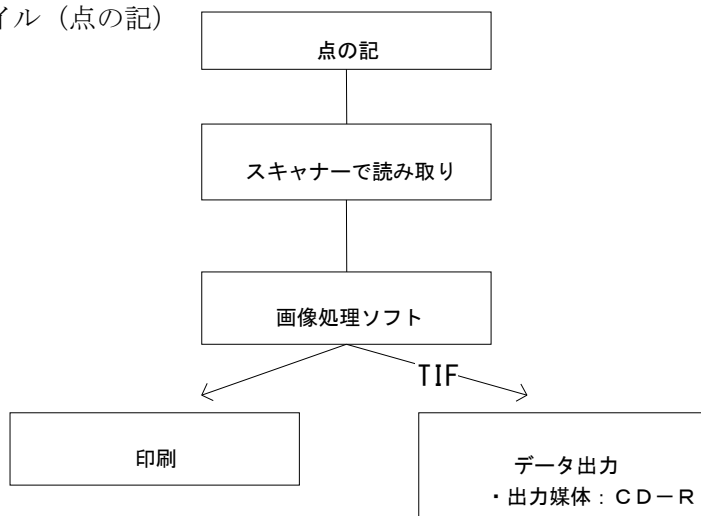 イル（点の記）
点の記
スキャナーで読み取り
画像処理ソフト
TIF
印刷
データ出力
・出力媒体：ＣＤ－Ｒ